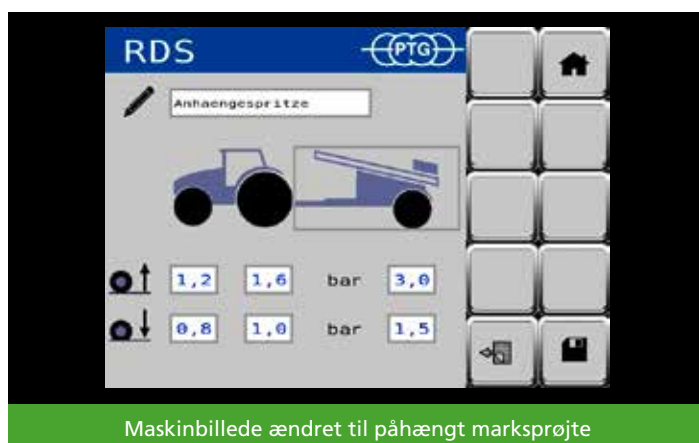 RDS
PTG
Anhaengespritze
1,2 1,6 bar 3,0
0,8 1,0 bar 1,5
Maskinbillede ændret til påhængt marksprøjte